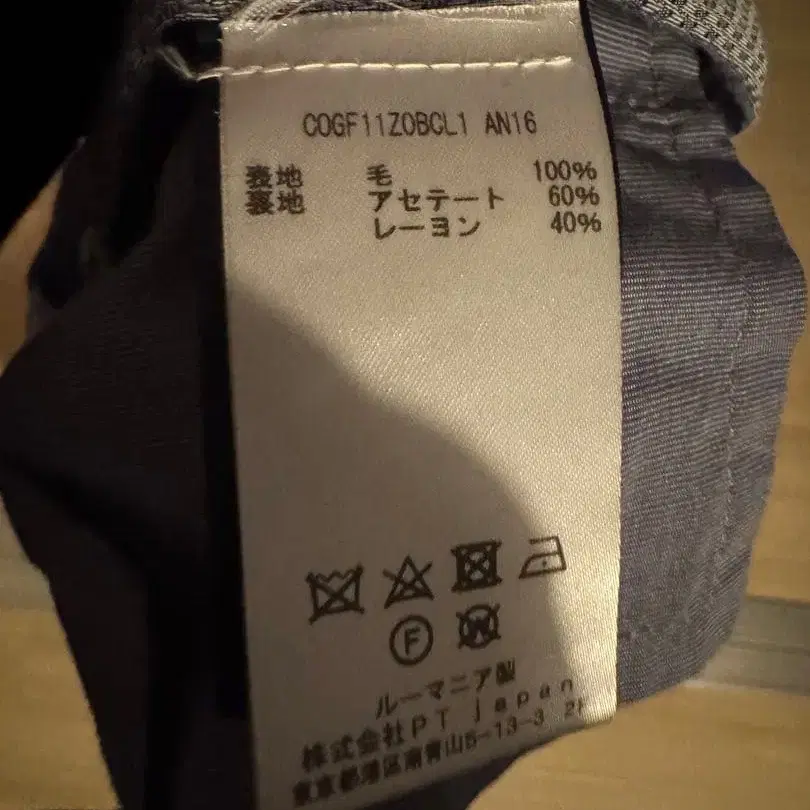 COGF11Z0BCL1 AN16
表地 毛 100%
裏地 アセテート 60%
レーヨン 40%
F
W
ルーマニア製
株式会社PT japan
東京都港区南青山5-13-3 2F